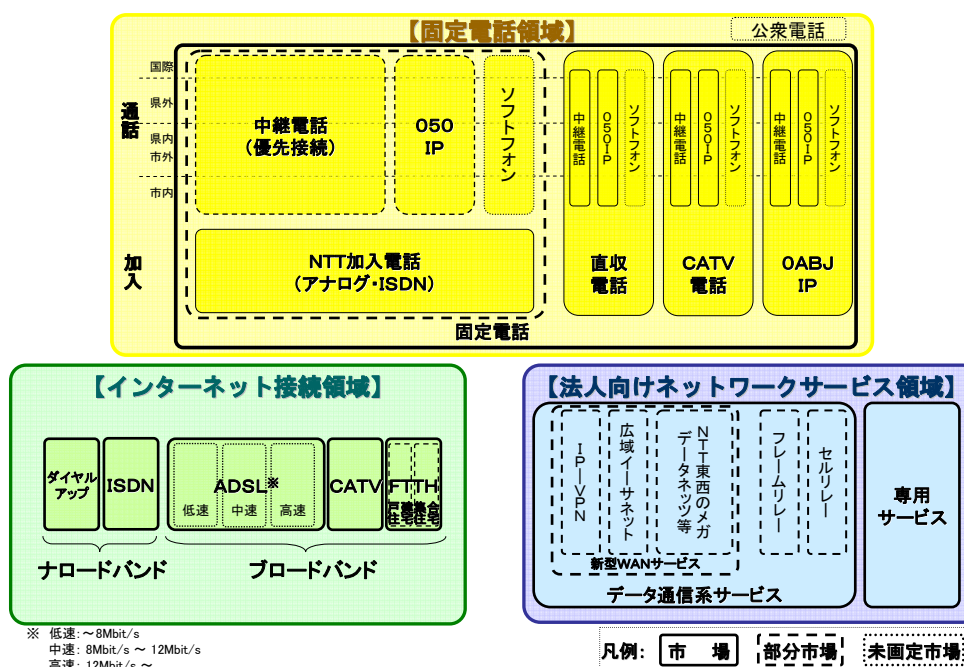 【固定電話領域】
公衆電話
通話
国際
県外
県内
市外
市内
加入
中継電話
(優先接続)
050
IP
ソフトフォン
NTT加入電話
(アナログ・ISDN)
固定電話
中継電話
050IP
ソフトフォン
直収
電話
中継電話
050IP
ソフトフォン
CATV
電話
中継電話
050IP
ソフトフォン
0ABJ
IP
【インターネット接続領域】
ダイヤル
アップ
ISDN
ADSL※
低速
中速
高速
CATV
FTTH
戸建
住宅
集合
住宅
ナローバンド
ブロードバンド
※ 低速:~8Mbit/s
中速:8Mbit/s ~ 12Mbit/s
高速:12Mbit/s ~
【法人向けネットワークサービス領域】
IP―VPN
広域イーサネット
NTT東西のメガ
データネッツ等
新型WANサービス
フレームリレー
セルリレー
データ通信系サービス
専用
サービス
凡例:
市 場
部分市場
未画定市場